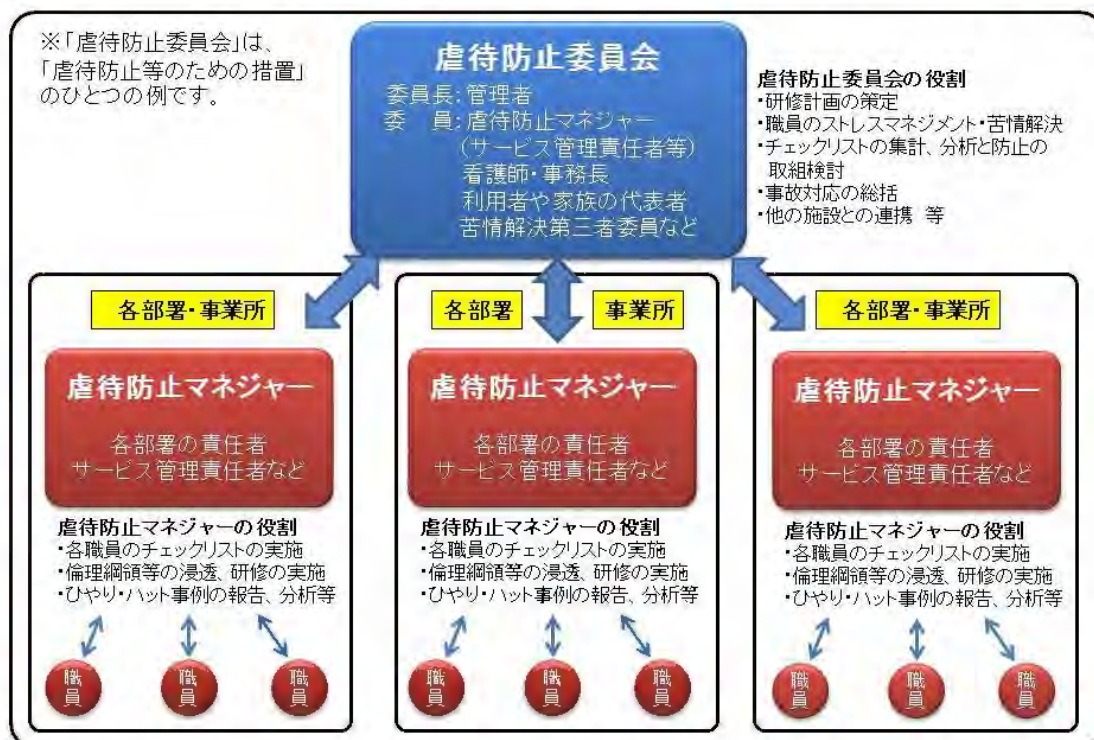 ※「虐待防止委員会」は、
「虐待防止等のための措置」
のひとつの例です。
虐待防止委員会
委員長:管理者
委　員:虐待防止マネジャー
(サービス管理責任者等)
看護師・事務長
利用者や家族の代表者
苦情解決第三者委員など
虐待防止委員会の役割
・研修計画の策定
・職員のストレスマネジメント・苦情解決
・チェックリストの集計、分析と防止の
取組検討
・事故対応の総括
・他の施設との連携 等
各部署・事業所
虐待防止マネジャー
各部署の責任者
サービス管理責任者など
虐待防止マネジャーの役割
・各職員のチェックリストの実施
・倫理綱領等の浸透、研修の実施
・ひやり・ハット事例の報告、分析等
職員
職員
職員
各部署
事業所
虐待防止マネジャー
各部署の責任者
サービス管理責任者など
虐待防止マネジャーの役割
・各職員のチェックリストの実施
・倫理綱領等の浸透、研修の実施
・ひやり・ハット事例の報告、分析等
職員
職員
職員
各部署・事業所
虐待防止マネジャー
各部署の責任者
サービス管理責任者など
虐待防止マネジャーの役割
・各職員のチェックリストの実施
・倫理綱領等の浸透、研修の実施
・ひやり・ハット事例の報告、分析等
職員
職員
職員